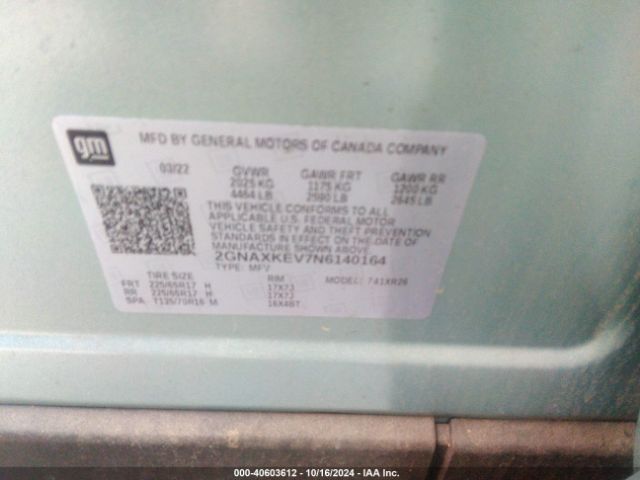 gm
MFD BY GENERAL MOTORS OF CANADA COMPANY
03/22 GVWR GAWR FRT GAWR RR
2025 KG 1175 KG 1200 KG
4464 LB 2590 LB 2645 LB
THIS VEHICLE CONFORMS TO ALL
APPLICABLE U.S. FEDERAL MOTOR
VEHICLE SAFETY AND THEFT PREVENTION
STANDARDS IN EFFECT ON THE DATE OF
MANUFACTURE SHOWN ABOVE.
2GNAXKEV7N6140164
TYPE: MPV
TIRE SIZE RIM MODEL: 741XR26
FRT 225/65R17 H 17X7J
RR 225/65R17 H 17X7J
SPA T135/70R16 M 16X4BT
000-40603612 - 10/16/2024 - IAA Inc.